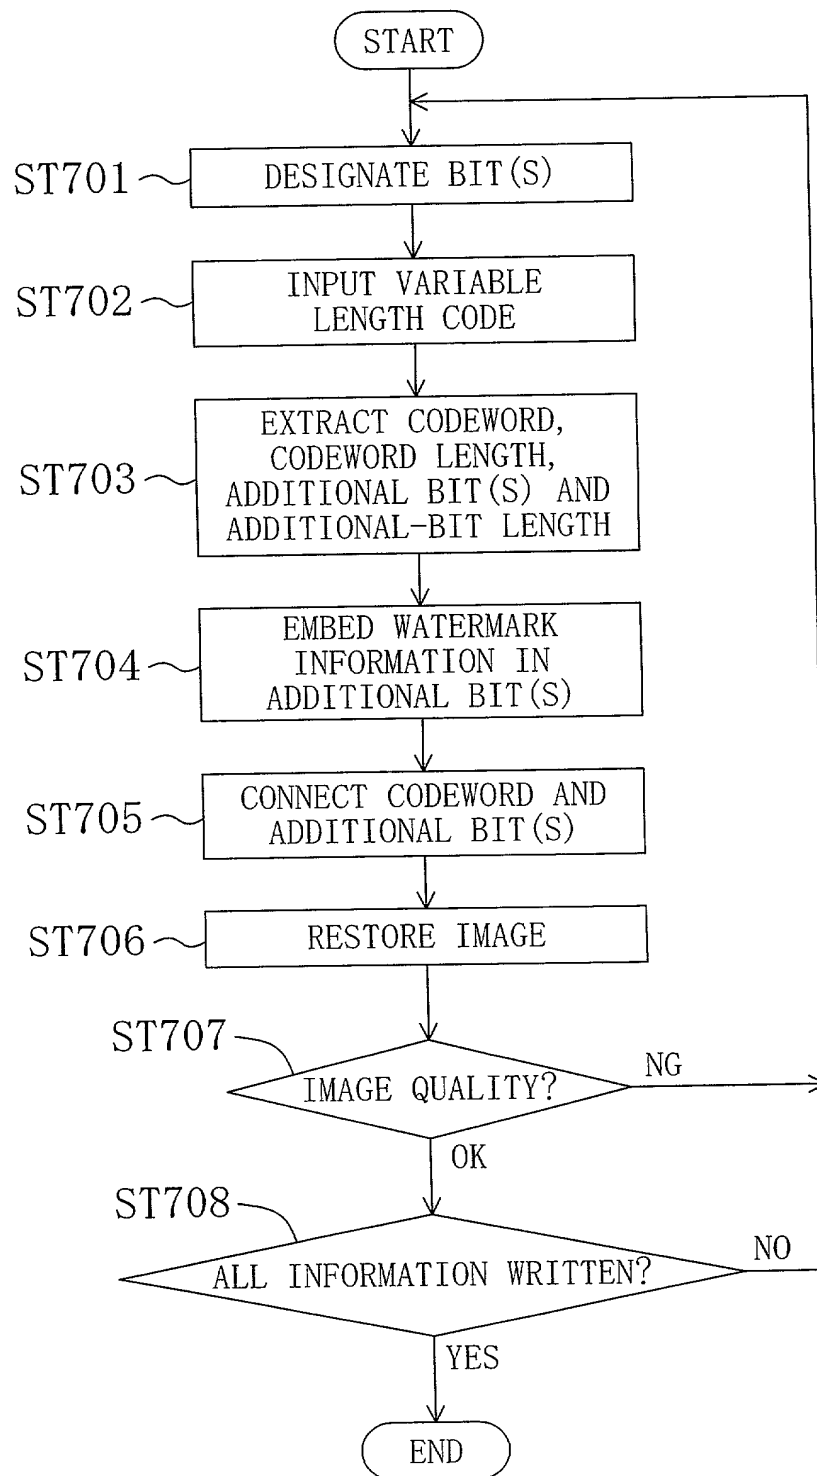 START
ST701
DESIGNATE BIT(S)
ST702
INPUT VARIABLE
LENGTH CODE
ST703
EXTRACT CODEWORD,
CODEWORD LENGTH,
ADDITIONAL BIT(S) AND
ADDITIONAL-BIT LENGTH
ST704
EMBED WATERMARK
INFORMATION IN
ADDITIONAL BIT(S)
ST705
CONNECT CODEWORD AND
ADDITIONAL BIT(S)
ST706
RESTORE IMAGE
ST707
IMAGE QUALITY?
NG
OK
ST708
ALL INFORMATION WRITTEN?
NO
YES
END